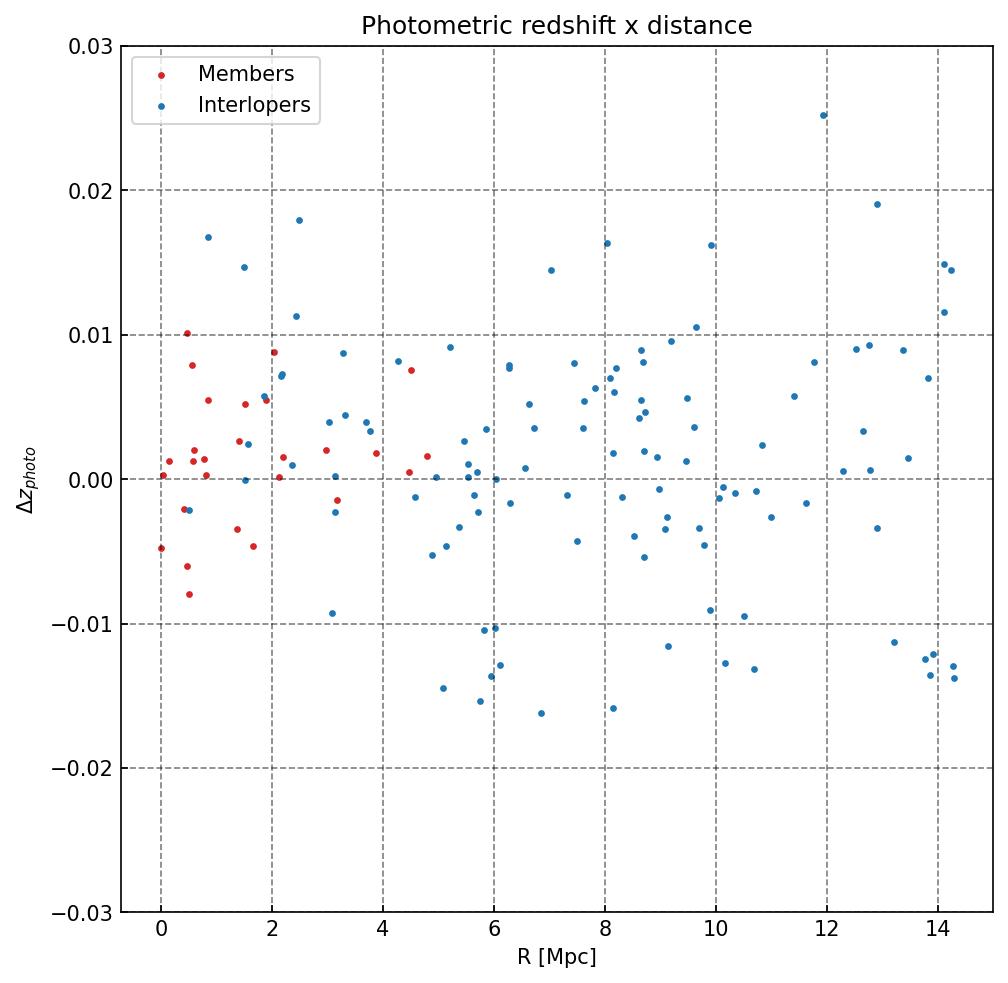 Photometric redshift x distance
Members
Interlopers
0.03
0.02
0.01
0.00
−0.01
−0.02
−0.03
Δz_photo
0 2 4 6 8 10 12 14
R [Mpc]